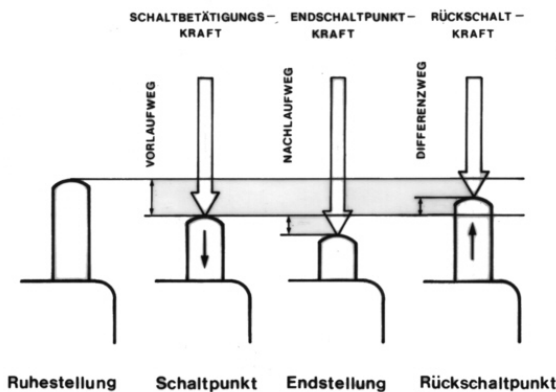 SCHALTBETÄTIGUNGS-
KRAFT
ENDSCHALTPUNKT-
KRAFT
RÜCKSCHALT-
KRAFT
VORLAUFWEG
NACHLAUFWEG
DIFFERENZWEG
Ruhestellung
Schaltpunkt
Endstellung
Rückschaltpunkt